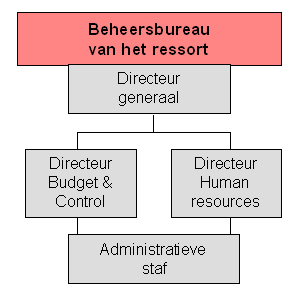 Beheersbureau
van het ressort
Directeur
generaal
Directeur
Budget &
Control
Directeur
Human
resources
Administratieve
staf